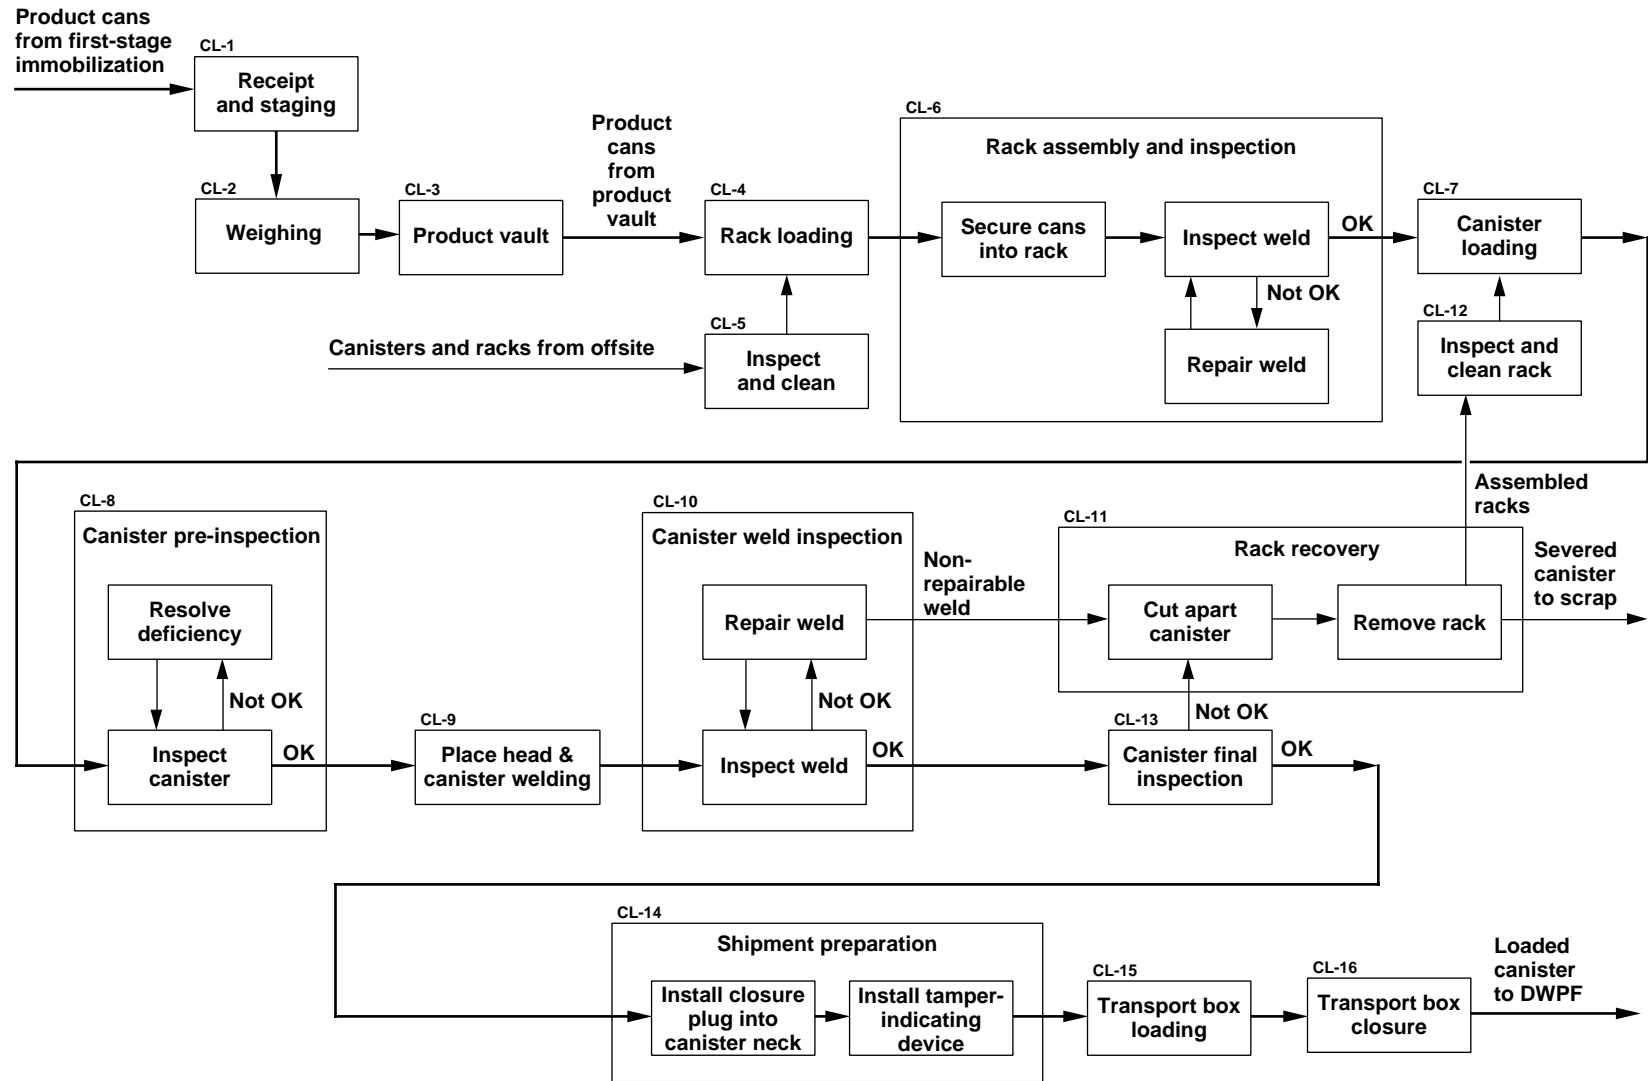 Product cans
from first-stage
immobilization
CL-1
Receipt
and staging
CL-2
Weighing
CL-3
Product vault
Product
cans
from
product
vault
CL-4
Rack loading
CL-5
Inspect
and clean
Canisters and racks from offsite
CL-6
Rack assembly and inspection
Secure cans
into rack
Inspect weld
OK
Not OK
Repair weld
CL-7
Canister
loading
CL-12
Inspect and
clean rack
Assembled
racks
CL-8
Canister pre-inspection
Resolve
deficiency
Not OK
Inspect
canister
OK
CL-9
Place head &
canister welding
CL-10
Canister weld inspection
Repair weld
Not OK
Inspect weld
OK
Non-
repairable
weld
CL-11
Rack recovery
Cut apart
canister
Remove rack
Severed
canister
to scrap
Not OK
CL-13
Canister final
inspection
OK
CL-14
Shipment preparation
Install closure
plug into
canister neck
Install tamper-
indicating
device
CL-15
Transport box
loading
CL-16
Transport box
closure
Loaded
canister
to DWPF